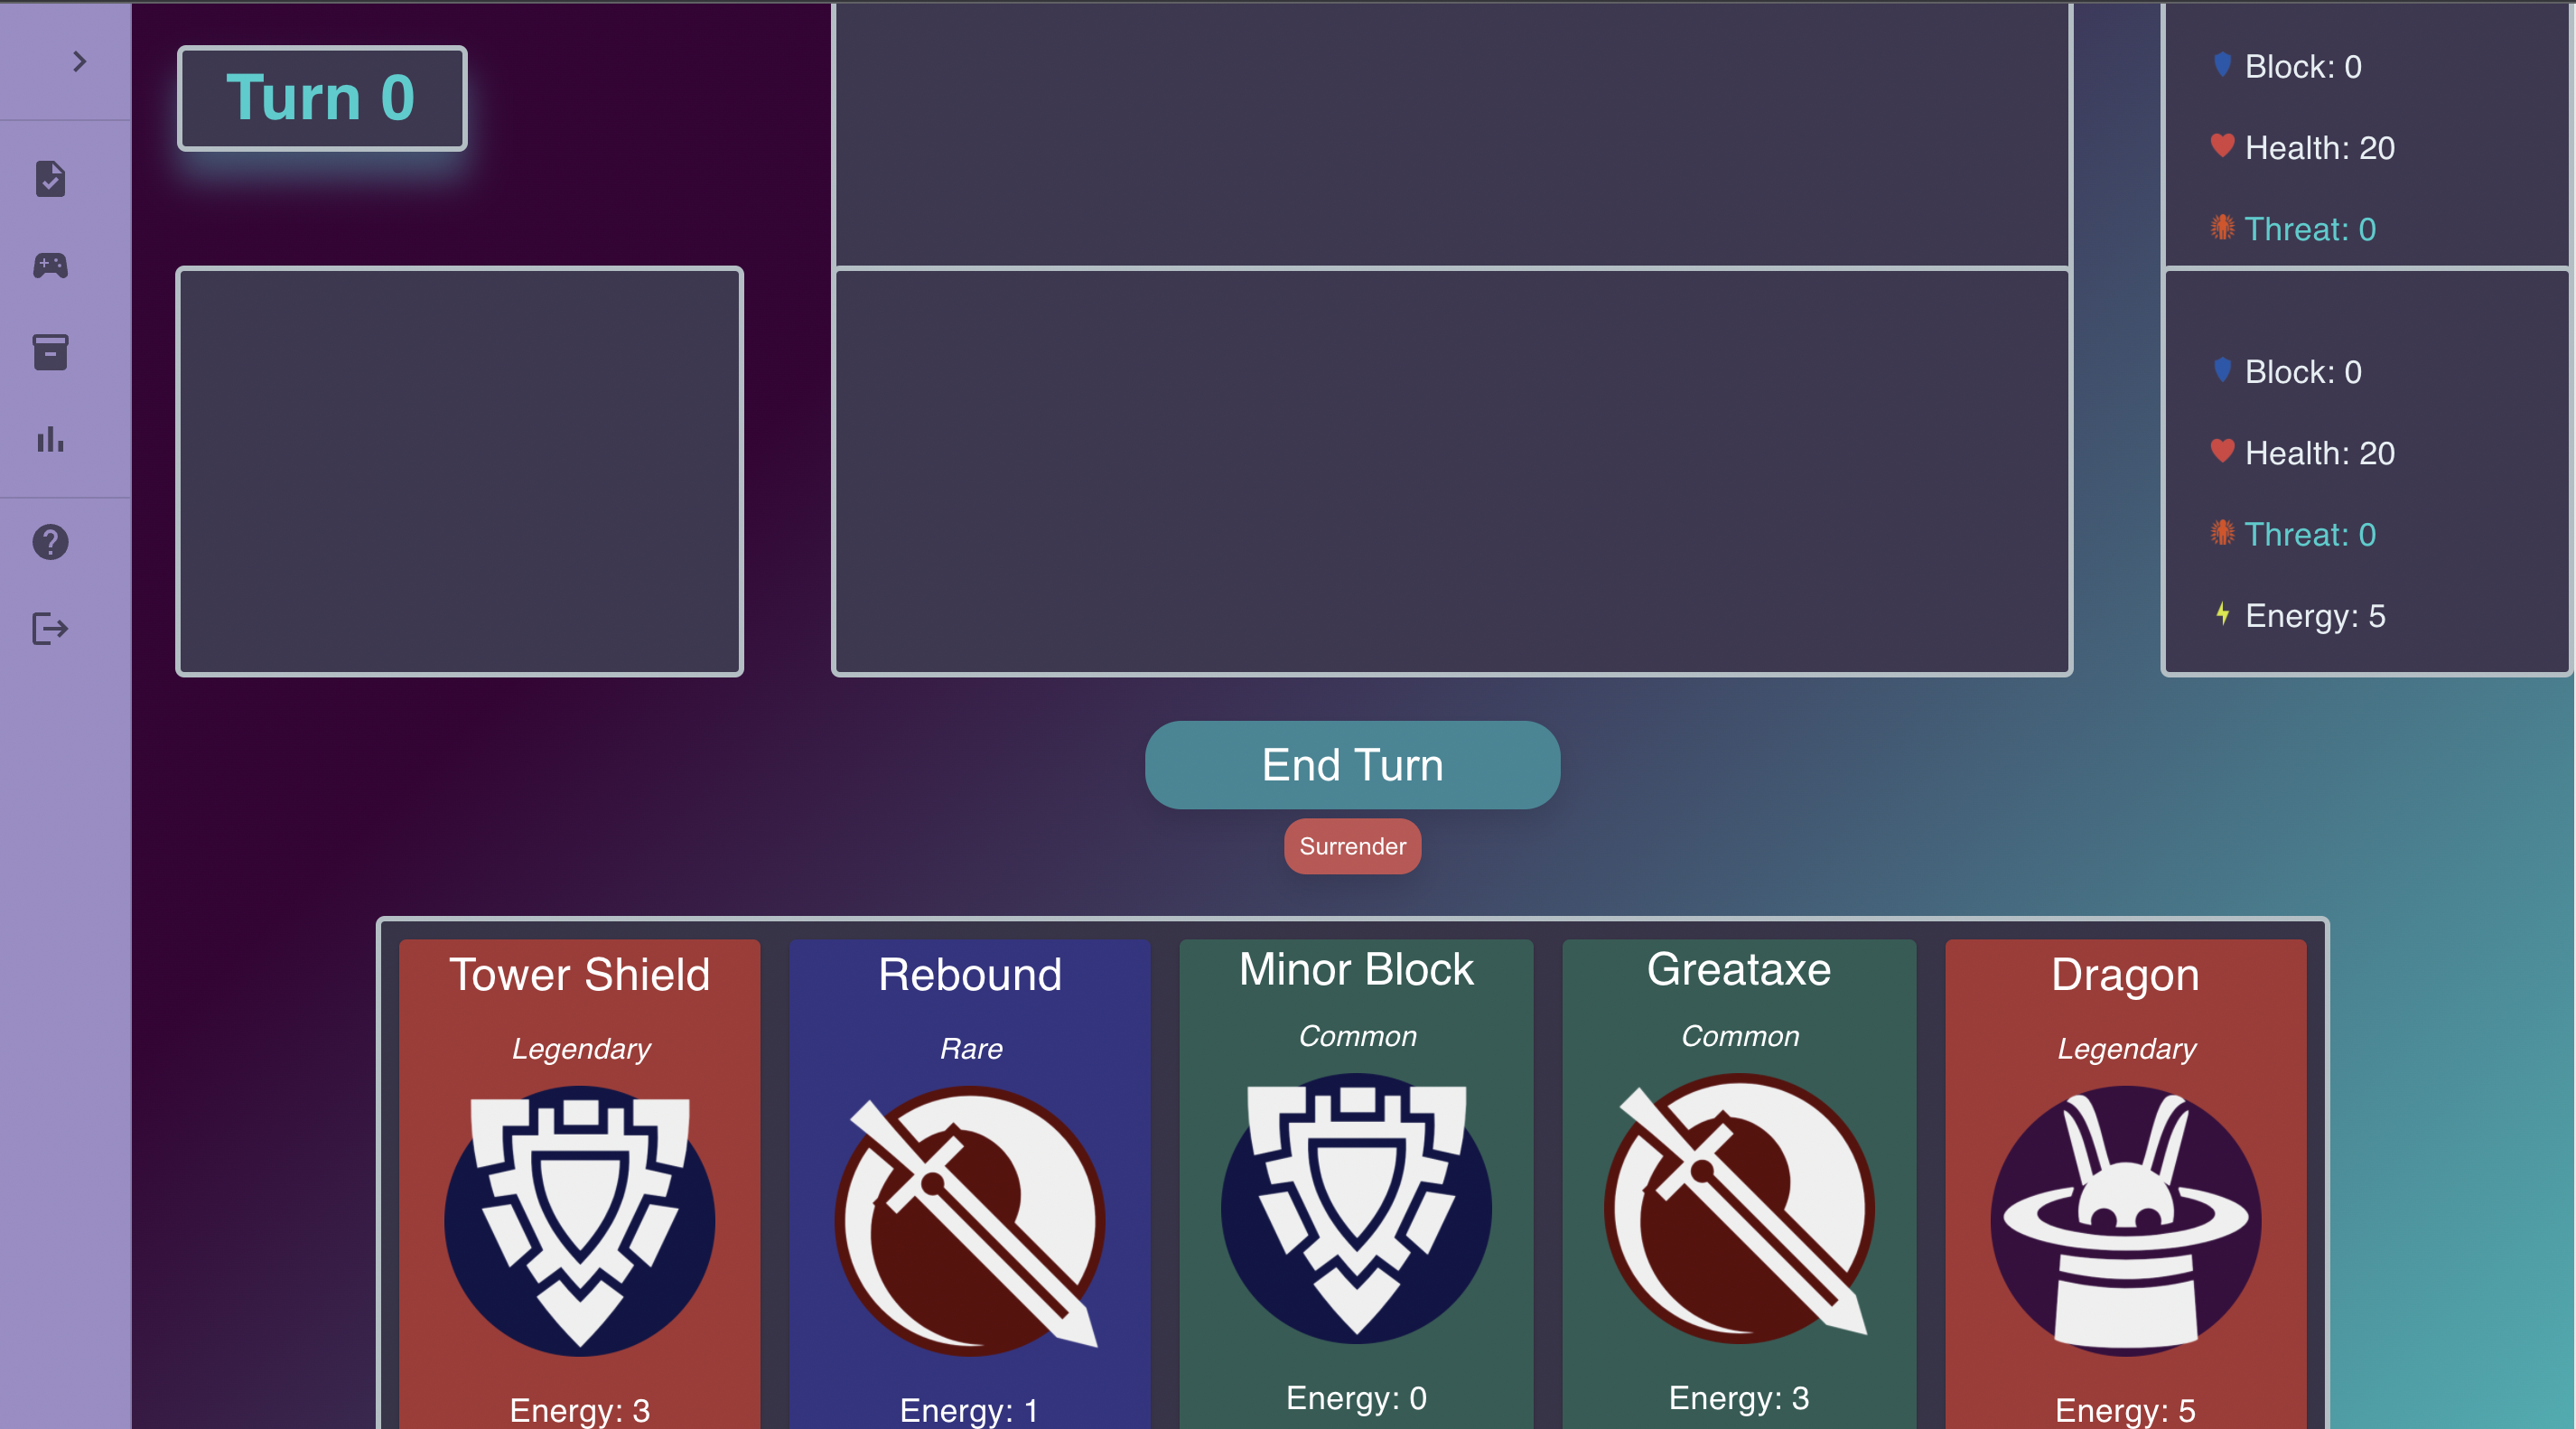 Turn 0
Block: 0
Health: 20
Threat: 0
Block: 0
Health: 20
Threat: 0
Energy: 5
End Turn
Surrender
Tower Shield
Legendary
Energy: 3
Rebound
Rare
Energy: 1
Minor Block
Common
Energy: 0
Greataxe
Common
Energy: 3
Dragon
Legendary
Energy: 5